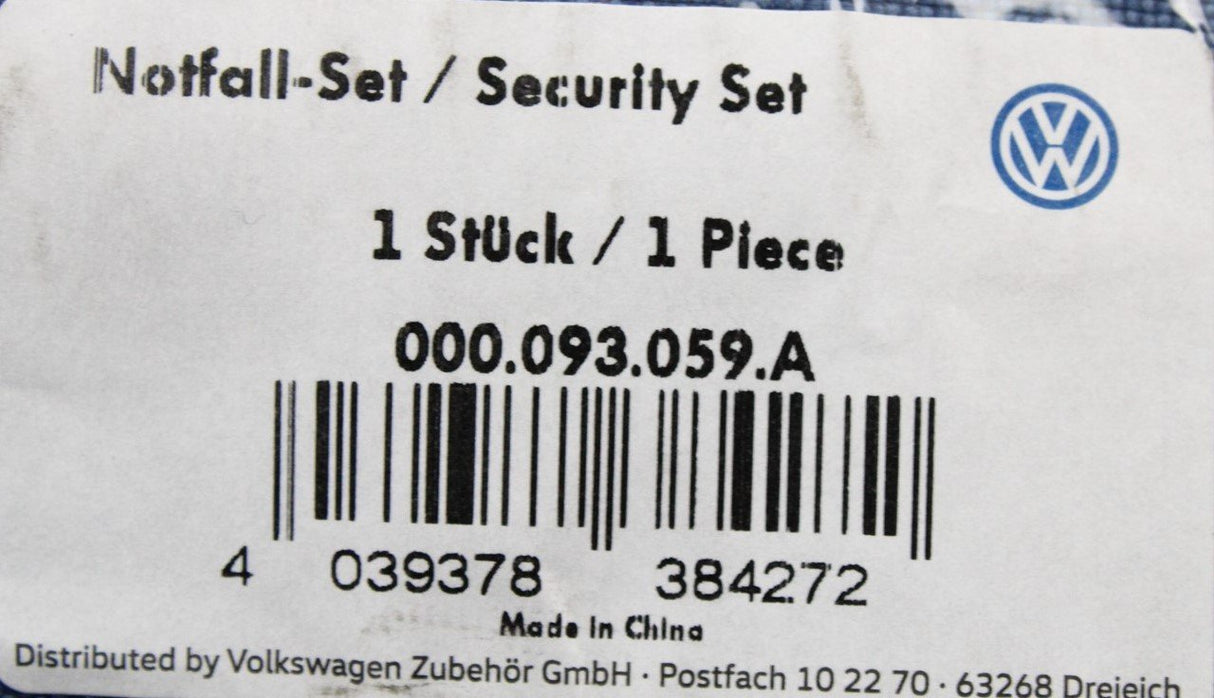 Notfall-Set / Security Set
1 Stück / 1 Piece
000.093.059.A
4 039378 384272
Made in China
Distributed by Volkswagen Zubehör GmbH · Postfach 10 22 70 · 63268 Dreieich